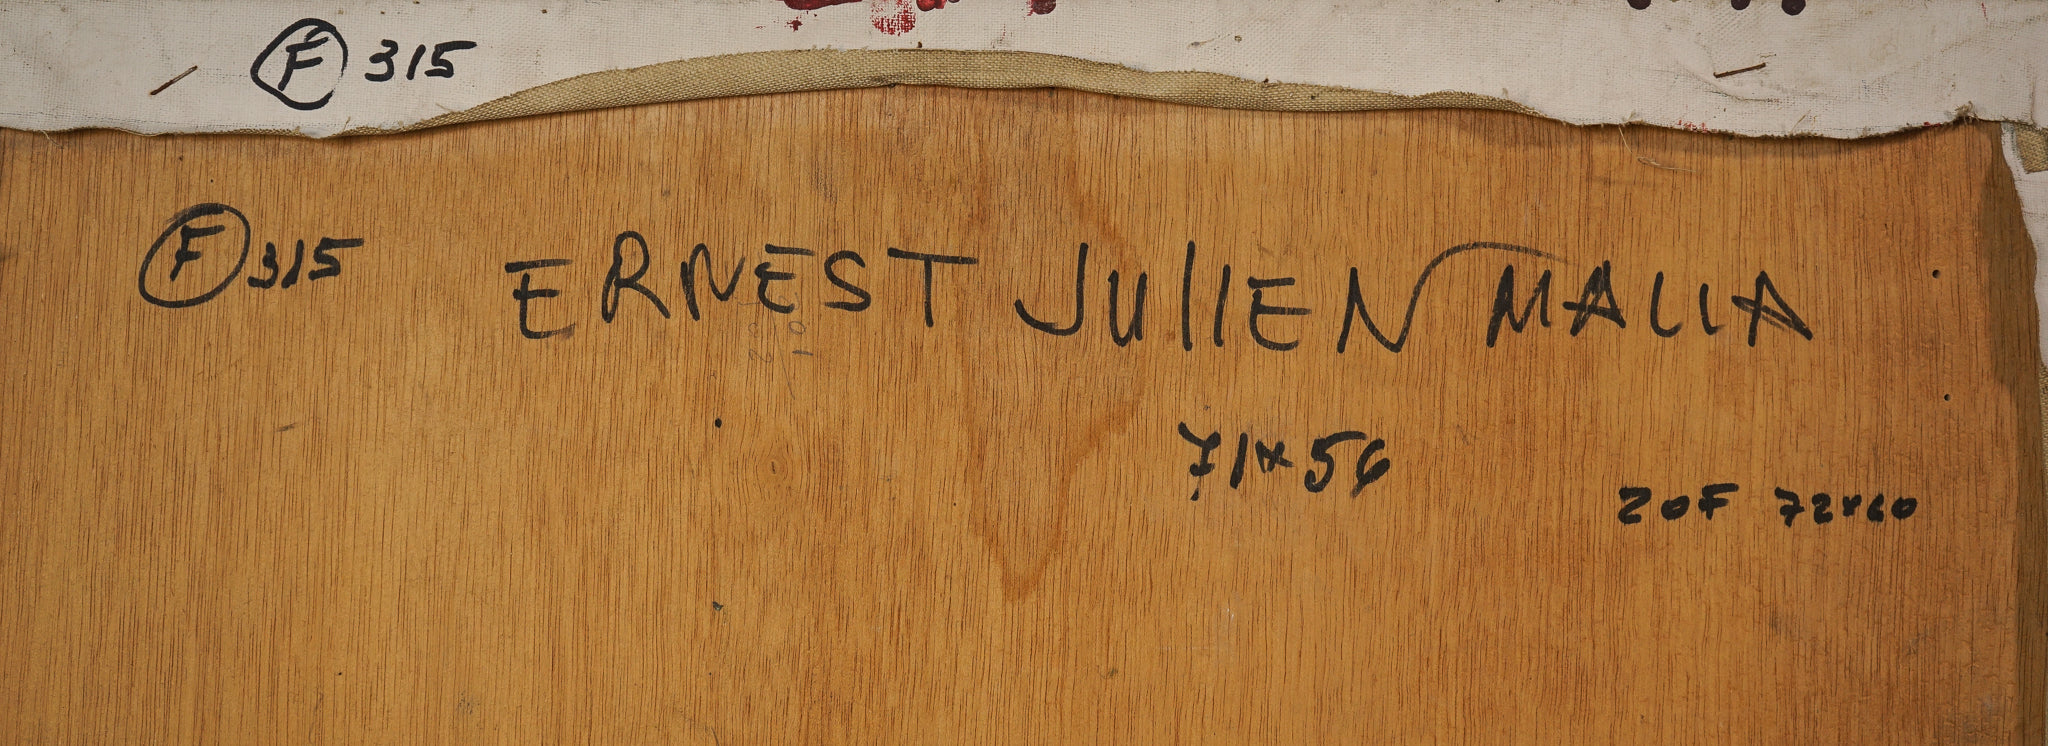 F 315
F 315 ERNEST JULIEN MALLA
71x56
20F 72x60